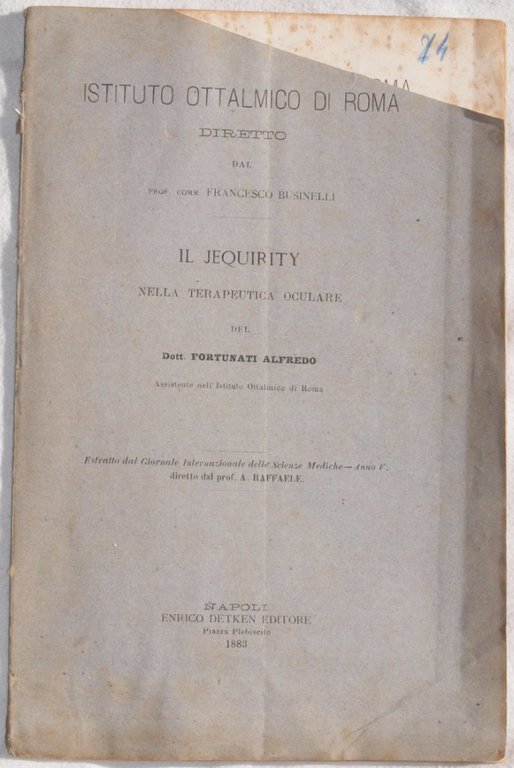 24
ROMA
ISTITUTO OTTALMICO DI ROMA
DIRETTO
DAL
PROF. COMM. FRANCESCO BUSINELLI
IL JEQUIRITY
NELLA TERAPEUTICA OCULARE
DEL
Dott. FORTUNATI ALFREDO
Assistente nell'Istituto Ottalmico di Roma
Estratto dal Giornale Internazionale delle Scienze Mediche—Anno V.
diretto dal prof. A. RAFFAELE.
NAPOLI
ENRICO DETKEN EDITORE
Piazza Plebiscito
1883